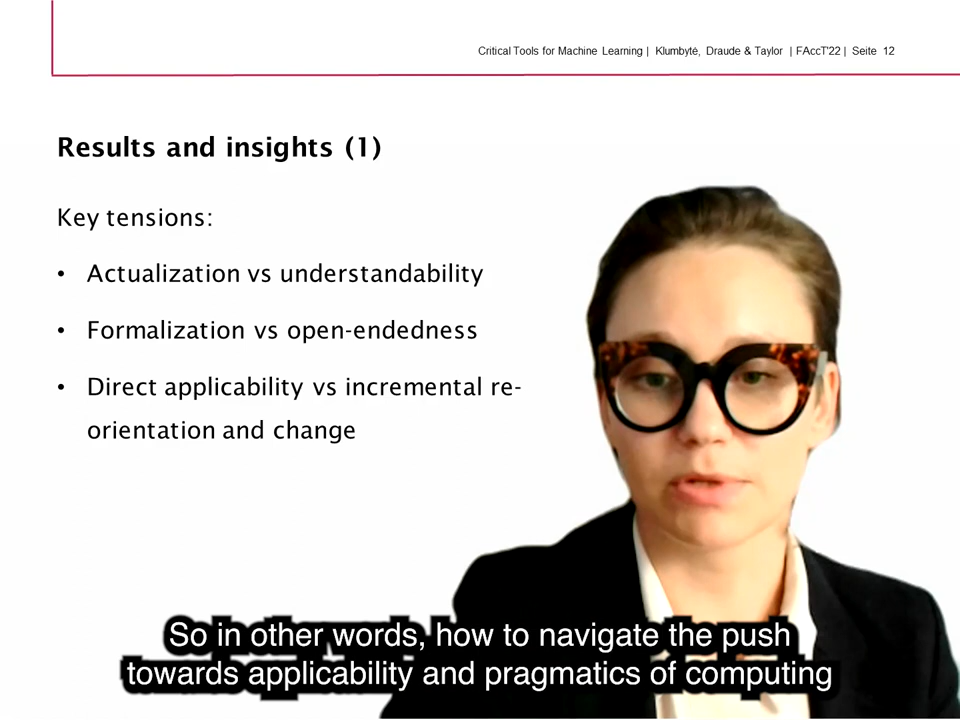 Critical Tools for Machine Learning | Klumbytė, Draude & Taylor | FAccT'22 | Seite 12
Results and insights (1)
Key tensions:
• Actualization vs understandability
• Formalization vs open-endedness
• Direct applicability vs incremental re-
orientation and change
So in other words, how to navigate the push
towards applicability and pragmatics of computing